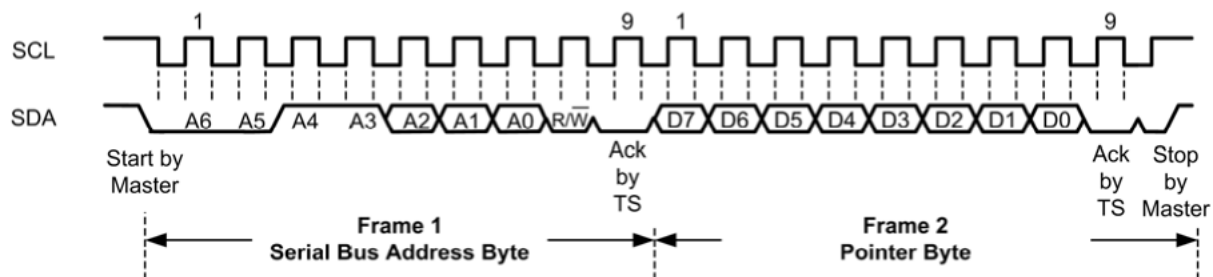 1 9 1 9
SCL
SDA A6 A5 A4 A3 A2 A1 A0 R/W̅ D7 D6 D5 D4 D3 D2 D1 D0
Start by
Master
Ack
by
TS
Ack
by
TS
Stop
by
Master
Frame 1
Serial Bus Address Byte
Frame 2
Pointer Byte